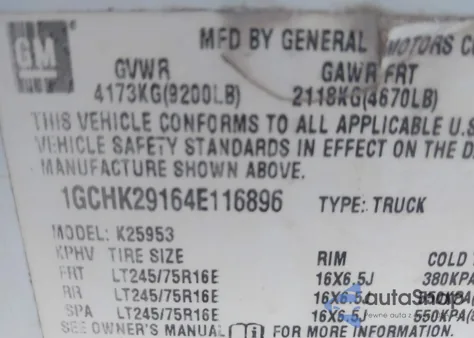 GM
MFD BY GENERAL MOTORS CO
GVWR GAWR FRT
4173KG(9200LB) 2118KG(4670LB)
THIS VEHICLE CONFORMS TO ALL APPLICABLE U.S
VEHICLE SAFETY STANDARDS IN EFFECT ON THE D
MANUFACTURE SHOWN ABOVE.
1GCHK29164E116896 TYPE: TRUCK
MODEL: K25953
KPHV TIRE SIZE RIM COLD
FRT LT245/75R16E 16X6.5J 380KPA
RR LT245/75R16E 16X6.5J
SPA LT245/75R16E 16X6.5J 550KPA(8
SEE OWNER'S MANUAL FOR MORE INFORMATION.